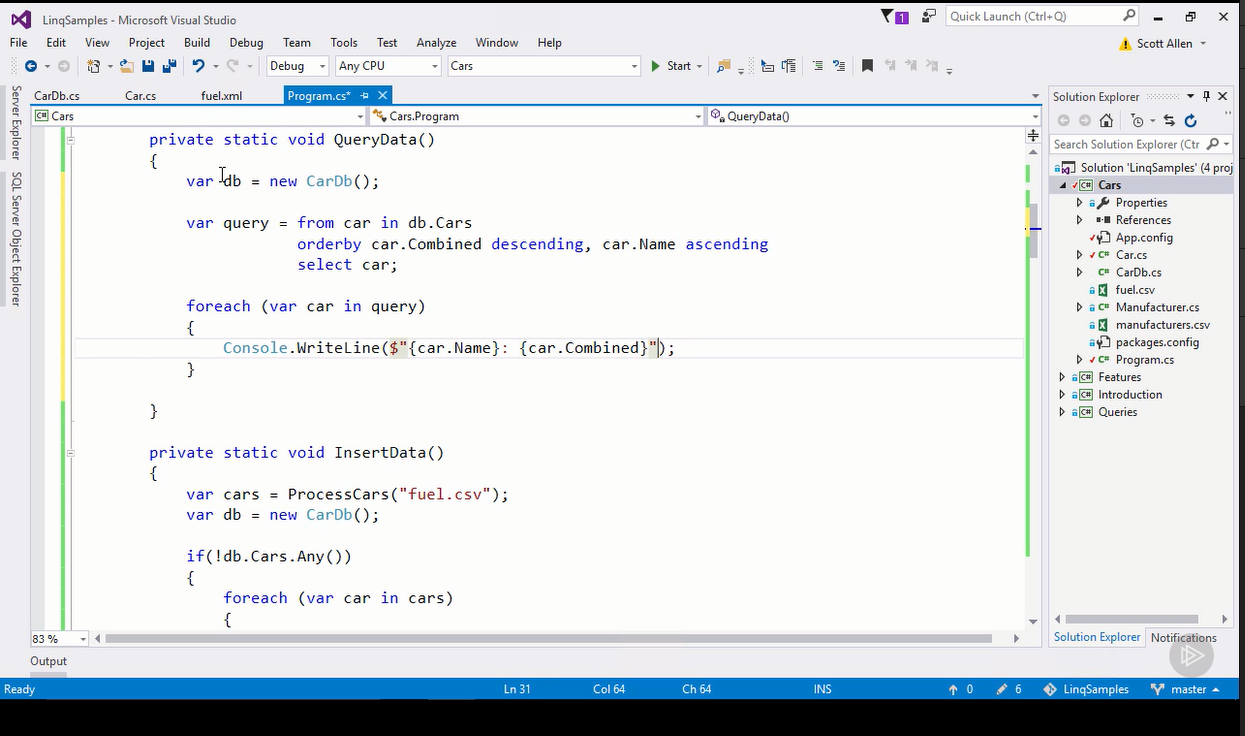 LinqSamples - Microsoft Visual Studio
1
Quick Launch (Ctrl+Q)
File Edit View Project Build Debug Team Tools Test Analyze Window Help
Scott Allen
Debug Any CPU Cars Start
CarDb.cs Car.cs fuel.xml Program.cs*
Cars Cars.Program QueryData()
Server Explorer
SQL Server Object Explorer
private static void QueryData()
{
var db = new CarDb();
var query = from car in db.Cars
orderby car.Combined descending, car.Name ascending
select car;
foreach (var car in query)
{
Console.WriteLine($"{car.Name}: {car.Combined}");
}
}
private static void InsertData()
{
var cars = ProcessCars("fuel.csv");
var db = new CarDb();
if(!db.Cars.Any())
{
foreach (var car in cars)
{
83 %
Solution Explorer
Search Solution Explorer (Ctr
Solution 'LinqSamples' (4 proj
C# Cars
Properties
References
App.config
C# Car.cs
C# CarDb.cs
fuel.csv
C# Manufacturer.cs
manufacturers.csv
packages.config
C# Program.cs
C# Features
C# Introduction
C# Queries
Solution Explorer Notifications
Output
Ready Ln 31 Col 64 Ch 64 INS 0 6 LinqSamples master